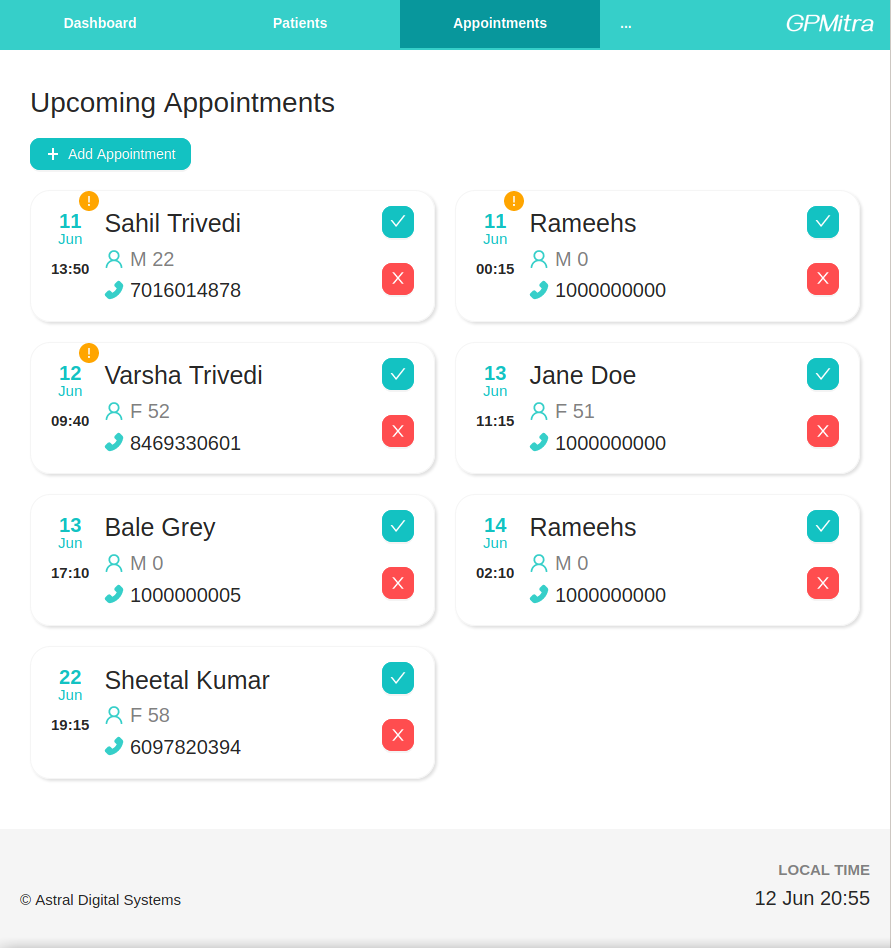 Dashboard Patients Appointments ... GPMitra
Upcoming Appointments
+ Add Appointment
!
11
Jun
13:50
Sahil Trivedi
M 22
7016014878
!
11
Jun
00:15
Rameehs
M 0
1000000000
!
12
Jun
09:40
Varsha Trivedi
F 52
8469330601
13
Jun
11:15
Jane Doe
F 51
1000000000
13
Jun
17:10
Bale Grey
M 0
1000000005
14
Jun
02:10
Rameehs
M 0
1000000000
22
Jun
19:15
Sheetal Kumar
F 58
6097820394
© Astral Digital Systems
LOCAL TIME
12 Jun 20:55